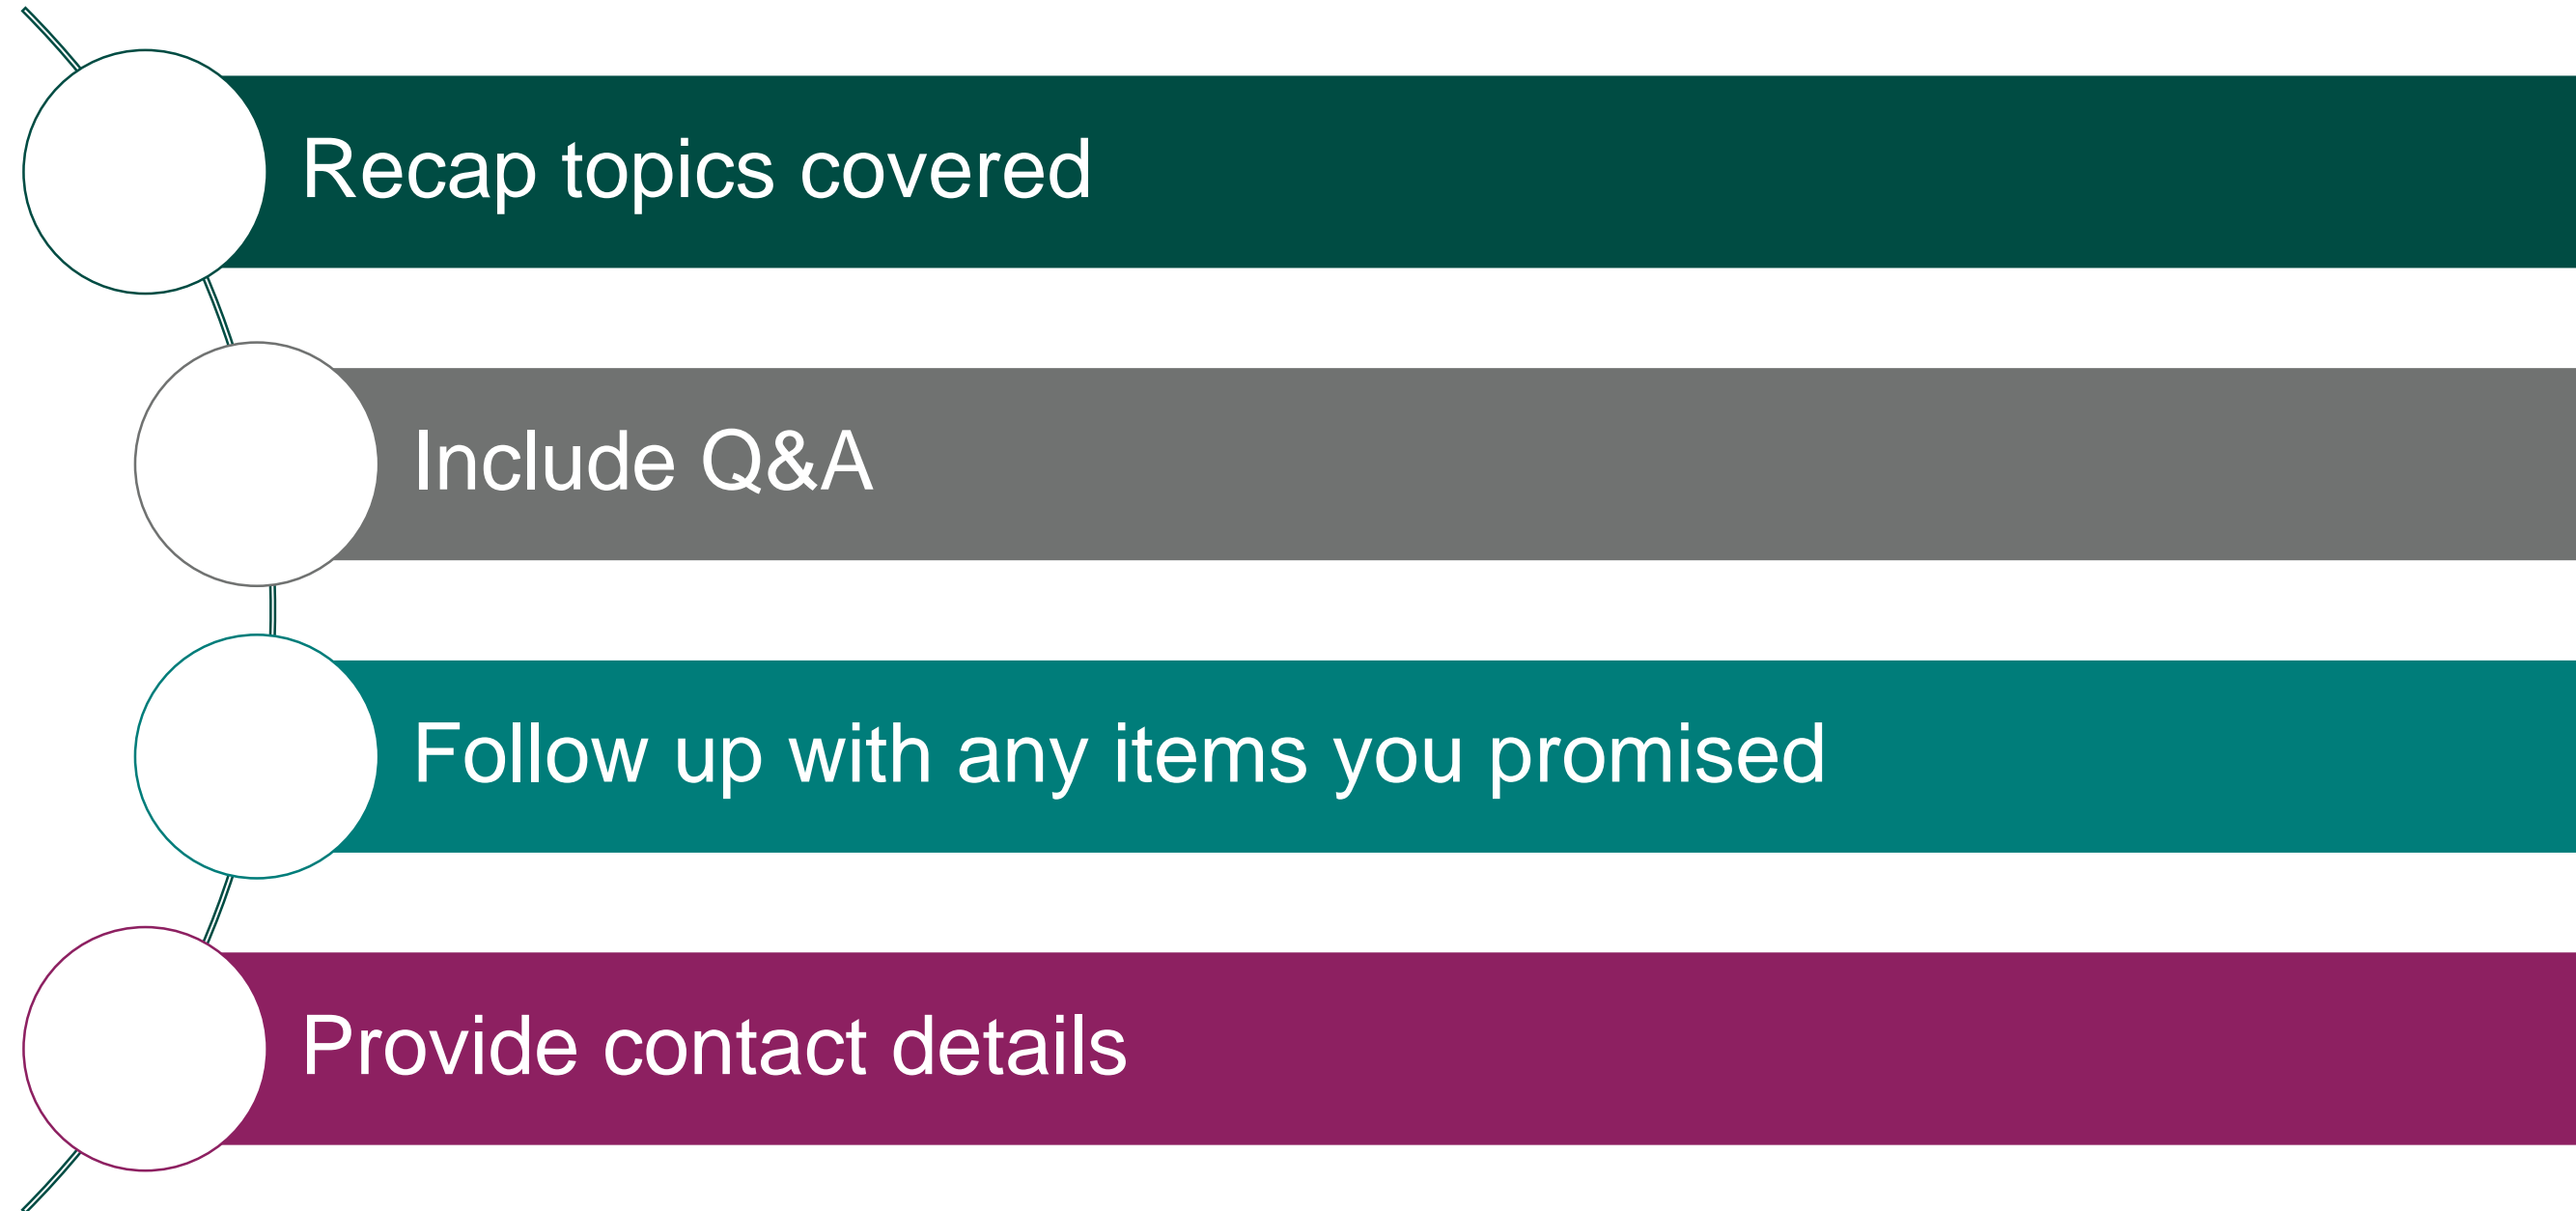 Recap topics covered
Include Q&A
Follow up with any items you promised
Provide contact details